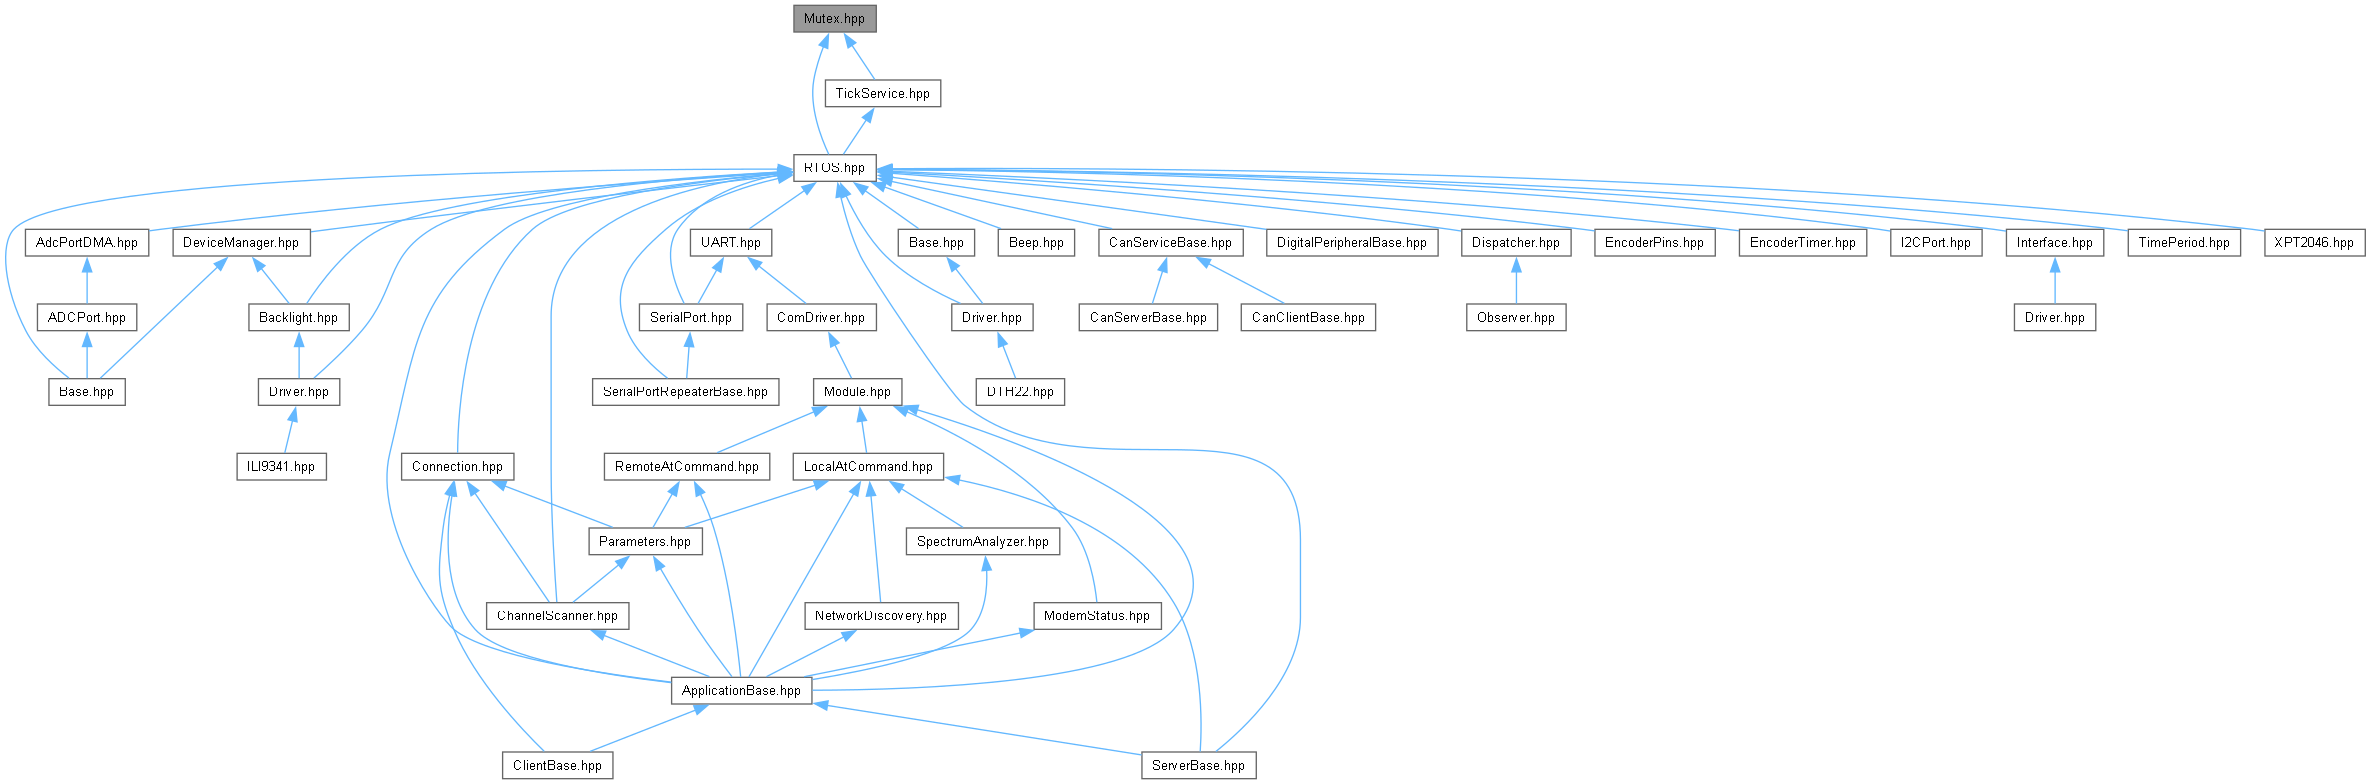 Mutex.hpp
TickService.hpp
RTOS.hpp
AdcPortDMA.hpp
DeviceManager.hpp
UART.hpp
Base.hpp
Beep.hpp
CanServiceBase.hpp
DigitalPeripheralBase.hpp
Dispatcher.hpp
EncoderPins.hpp
EncoderTimer.hpp
I2CPort.hpp
Interface.hpp
TimePeriod.hpp
XPT2046.hpp
ADCPort.hpp
Backlight.hpp
SerialPort.hpp
ComDriver.hpp
Driver.hpp
CanServerBase.hpp
CanClientBase.hpp
Observer.hpp
Driver.hpp
Base.hpp
Driver.hpp
SerialPortRepeaterBase.hpp
Module.hpp
DTH22.hpp
ILI9341.hpp
Connection.hpp
RemoteAtCommand.hpp
LocalAtCommand.hpp
Parameters.hpp
SpectrumAnalyzer.hpp
ChannelScanner.hpp
NetworkDiscovery.hpp
ModemStatus.hpp
ApplicationBase.hpp
ClientBase.hpp
ServerBase.hpp